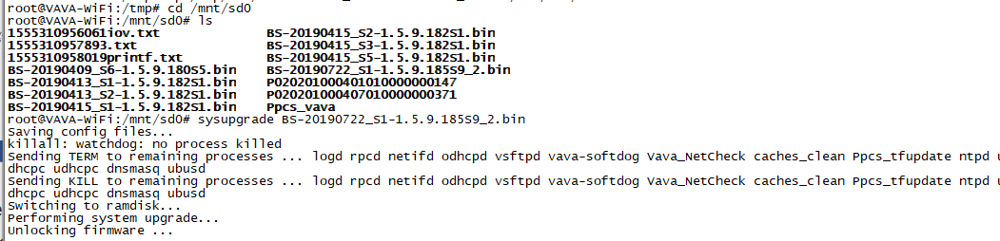 root@VAVA-WiFi:/tmp# cd /mnt/sd0
root@VAVA-WiFi:/mnt/sd0# ls
1555310956061iov.txt BS-20190415_S2-1.5.9.182S1.bin
1555310957893.txt BS-20190415_S3-1.5.9.182S1.bin
1555310958019printf.txt BS-20190415_S5-1.5.9.182S1.bin
BS-20190409_S6-1.5.9.180S5.bin BS-20190722_S1-1.5.9.185S9_2.bin
BS-20190413_S1-1.5.9.182S1.bin P020201000401010000000147
BS-20190413_S2-1.5.9.182S1.bin P020201000407010000000371
BS-20190415_S1-1.5.9.182S1.bin Ppcs_vava
root@VAVA-WiFi:/mnt/sd0# sysupgrade BS-20190722_S1-1.5.9.185S9_2.bin
Saving config files...
killall: watchdog: no process killed
Sending TERM to remaining processes ... logd rpcd netifd odhcpd vsftpd vava-softdog Vava_NetCheck caches_clean Ppcs_tfupdate ntpd u
dhcpc udhcpc dnsmasq ubusd
Sending KILL to remaining processes ... logd rpcd netifd odhcpd vsftpd vava-softdog Vava_NetCheck caches_clean Ppcs_tfupdate ntpd u
dhcpc udhcpc dnsmasq ubusd
Switching to ramdisk...
Performing system upgrade...
Unlocking firmware ...